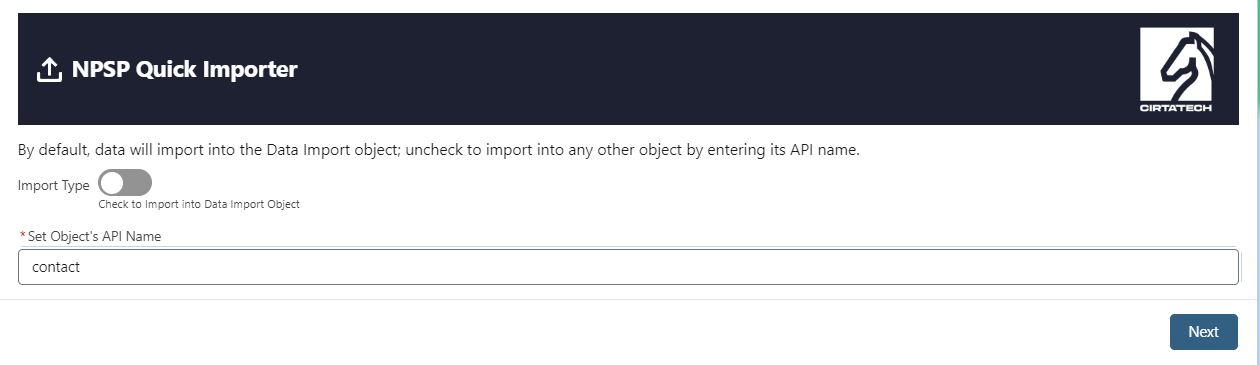 NPSP Quick Importer
CIRTATECH
By default, data will import into the Data Import object; uncheck to import into any other object by entering its API name.
Import Type
Check to Import into Data Import Object
* Set Object's API Name
contact
Next